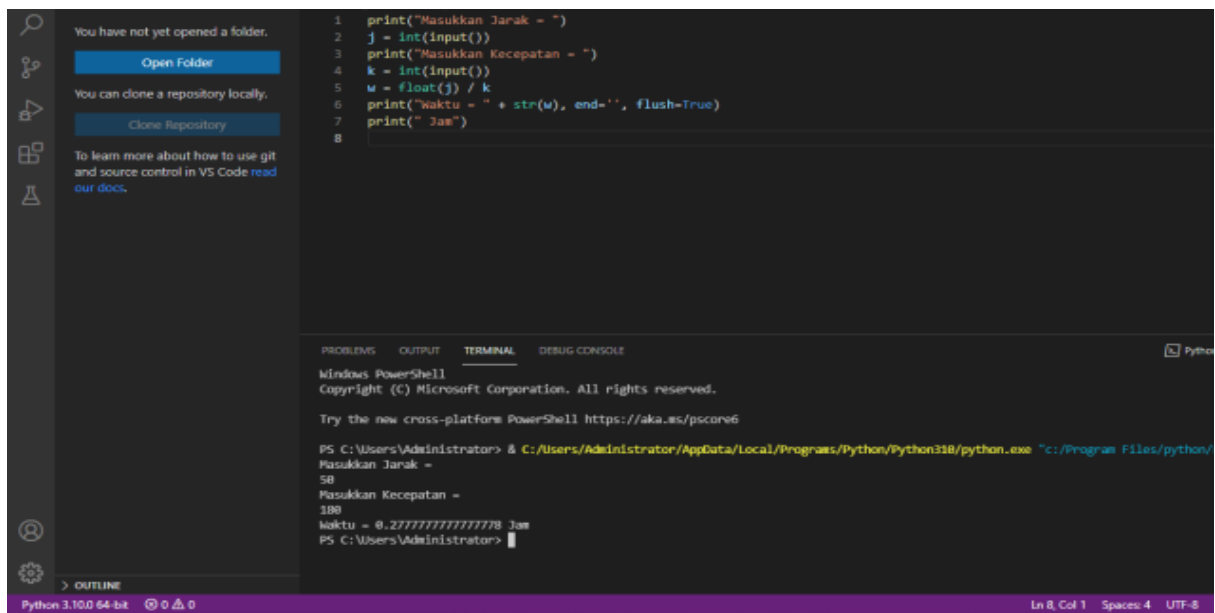 You have not yet opened a folder.
Open Folder
You can clone a repository locally.
Clone Repository
To learn more about how to use git
and source control in VS Code read
our docs.
1 print("Masukkan Jarak = ")
2 j = int(input())
3 print("Masukkan Kecepatan = ")
4 k = int(input())
5 w = float(j) / k
6 print("Waktu = " + str(w), end='', flush=True)
7 print(" Jam")
8
PROBLEMS OUTPUT TERMINAL DEBUG CONSOLE
Python
Windows PowerShell
Copyright (C) Microsoft Corporation. All rights reserved.
Try the new cross-platform PowerShell https://aka.ms/pscore6
PS C:\Users\Administrator> & C:/Users/Administrator/AppData/Local/Programs/Python/Python310/python.exe "c:/Program Files/python/
Masukkan Jarak =
50
Masukkan Kecepatan =
180
Waktu = 0.2777777777777778 Jam
PS C:\Users\Administrator>
> OUTLINE
Python 3.10.0 64-bit 0 0
Ln 8, Col 1 Spaces: 4 UTF-8